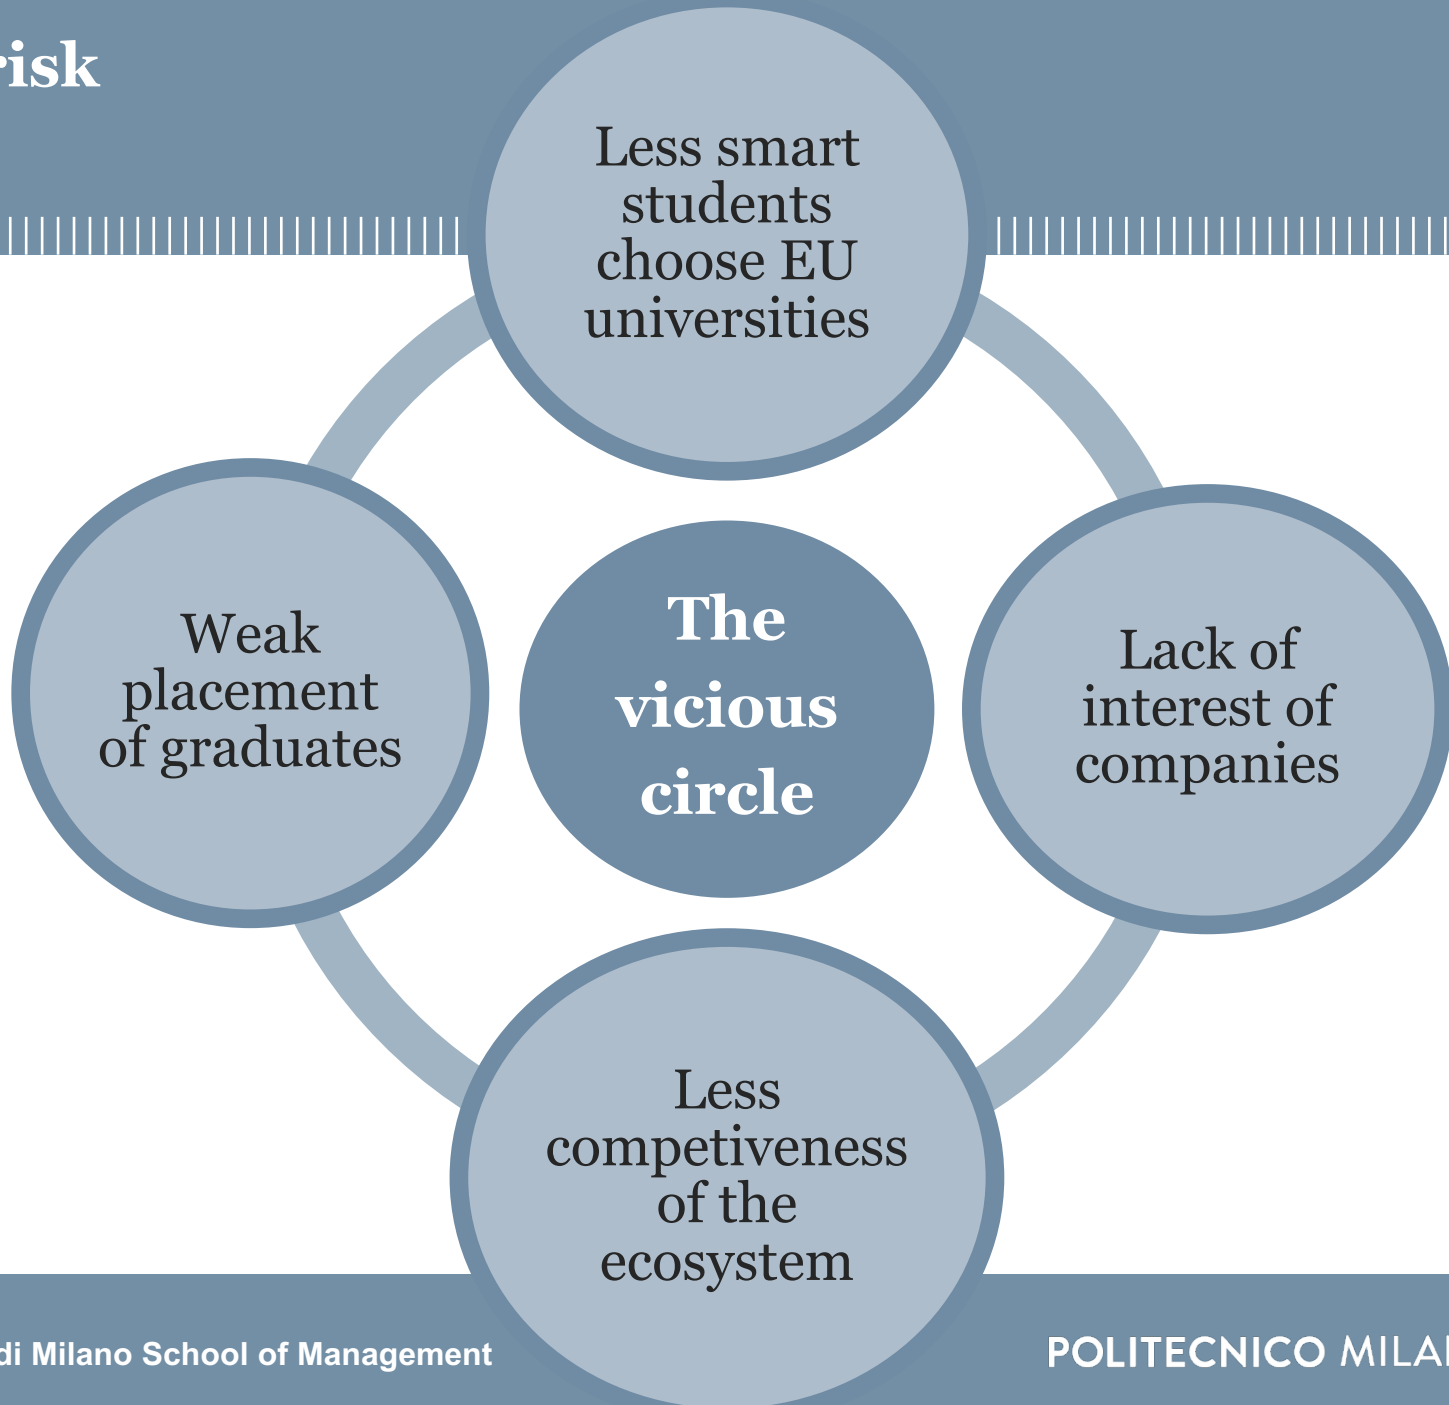 risk
Less smart
students
choose EU
universities
Weak
placement
of graduates
The
vicious
circle
Lack of
interest of
companies
Less
competiveness
of the
ecosystem
di Milano School of Management
POLITECNICO MILA